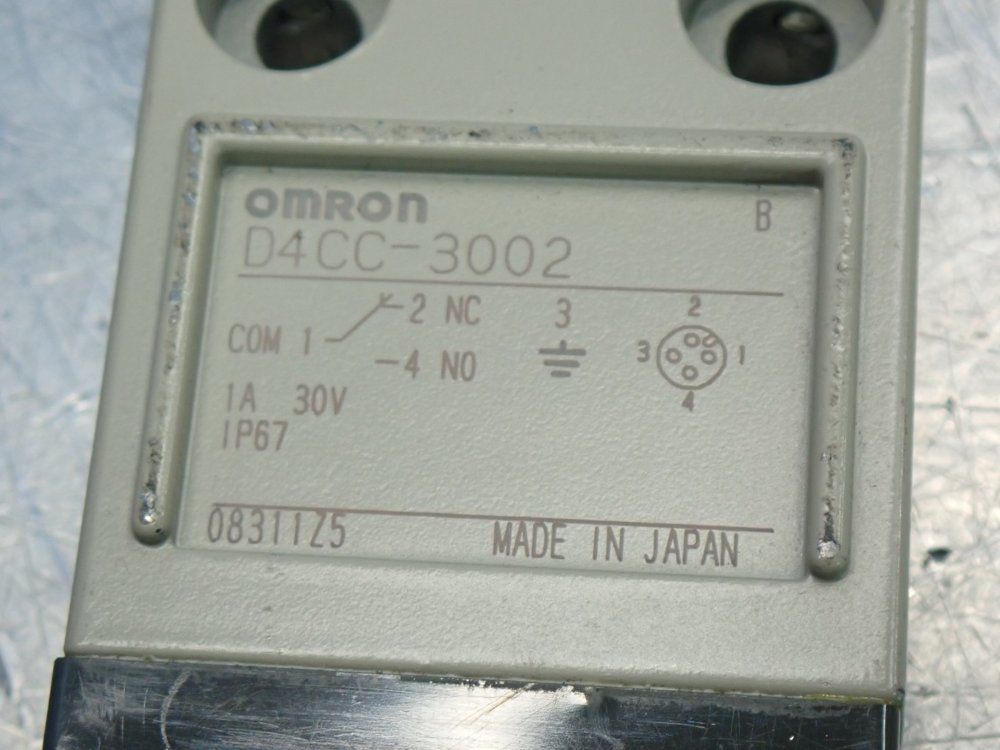 OMRON B
D4CC-3002
COM 1 2 NC
4 NO
3
2
3 1
4
1A 30V
IP67
08311Z5 MADE IN JAPAN